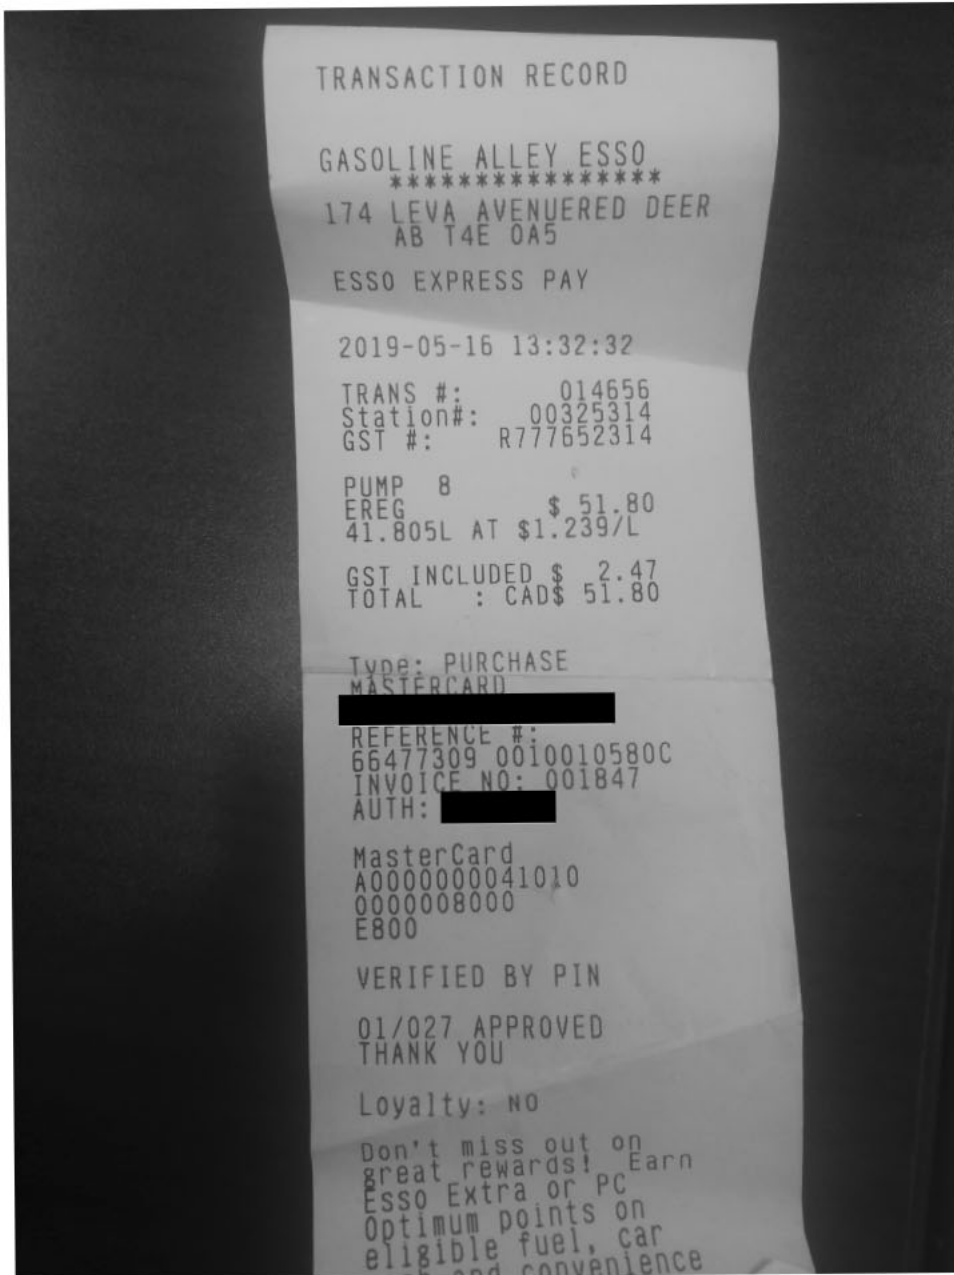 TRANSACTION RECORD
GASOLINE ALLEY ESSO
****************
174 LEVA AVENUERED DEER
AB T4E 0A5
ESSO EXPRESS PAY
2019-05-16 13:32:32
TRANS #: 014656
Station#: 00325314
GST #: R777652314
PUMP 8
EREG $ 51.80
41.805L AT $1.239/L
GST INCLUDED $ 2.47
TOTAL : CAD$ 51.80
Type: PURCHASE
MASTERCARD
REFERENCE #:
66477309 0010010580C
INVOICE NO: 001847
AUTH:
MasterCard
A0000000041010
0000008000
E800
VERIFIED BY PIN
01/027 APPROVED
THANK YOU
Loyalty: NO
Don't miss out on
great rewards! Earn
Esso Extra or PC
Optimum points on
eligible fuel, car
and convenience